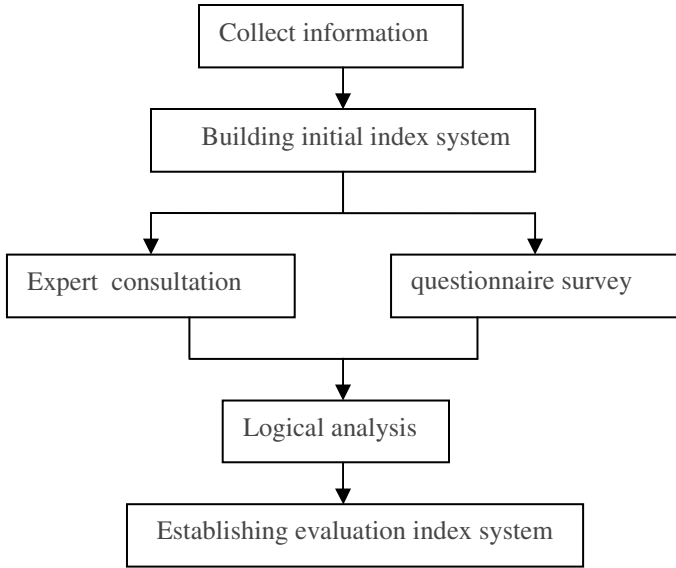 Collect information
Building initial index system
Expert consultation
questionnaire survey
Logical analysis
Establishing evaluation index system